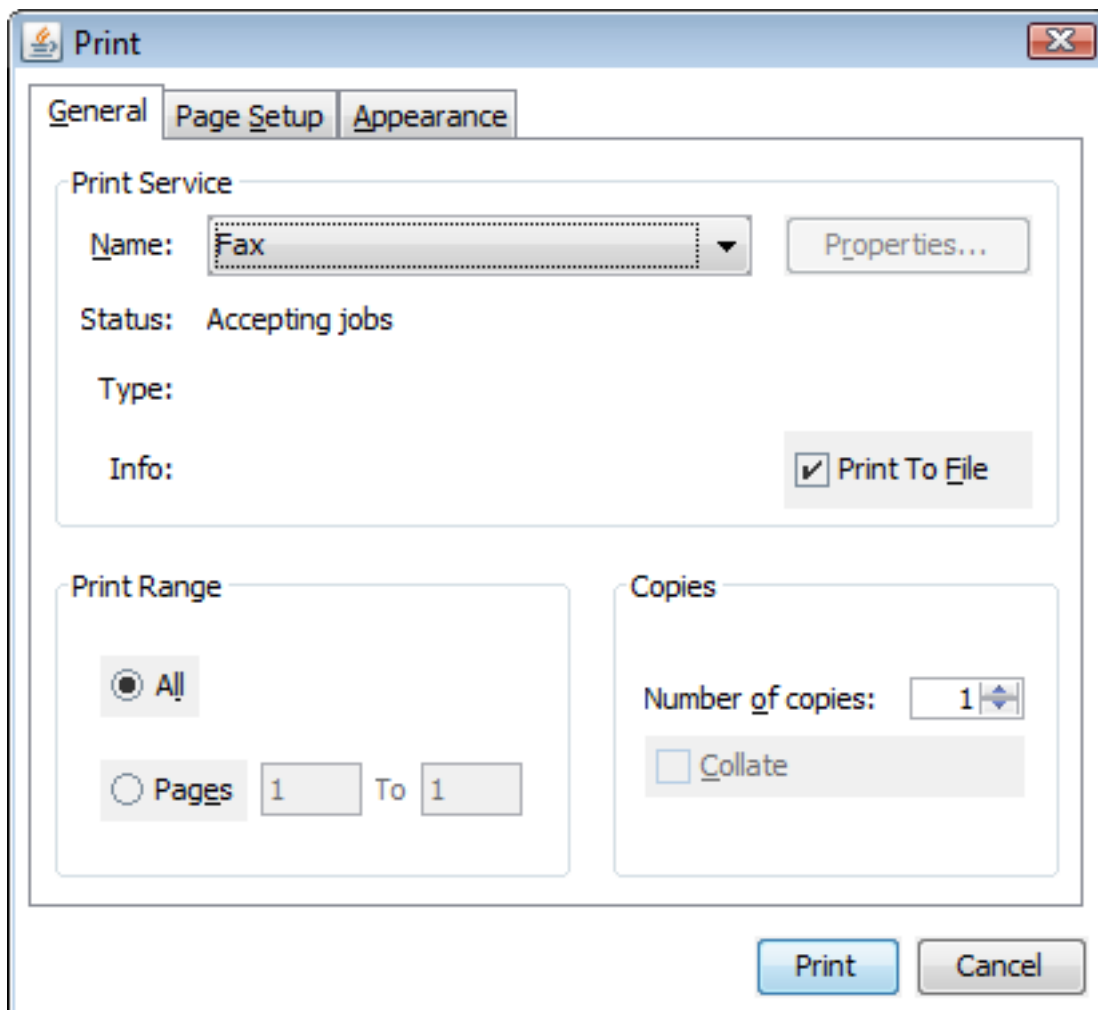 Print
General Page Setup Appearance
Print Service
Name: Fax Properties...
Status: Accepting jobs
Type:
Info: Print To File
Print Range Copies
All
Number of copies: 1
Collate
Pages 1 To 1
Print Cancel